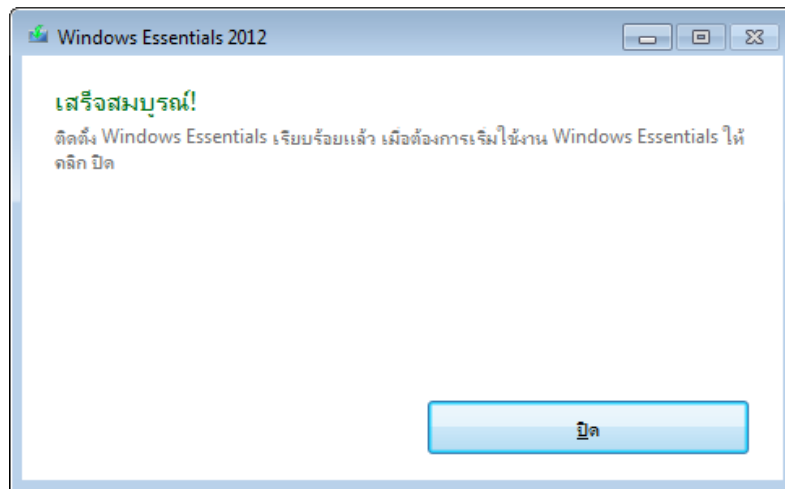 Windows Essentials 2012
เสร็จสมบูรณ์!
ติดตั้ง Windows Essentials เรียบร้อยแล้ว เมื่อต้องการเริ่มใช้งาน Windows Essentials ให้
คลิก ปิด
ปิด